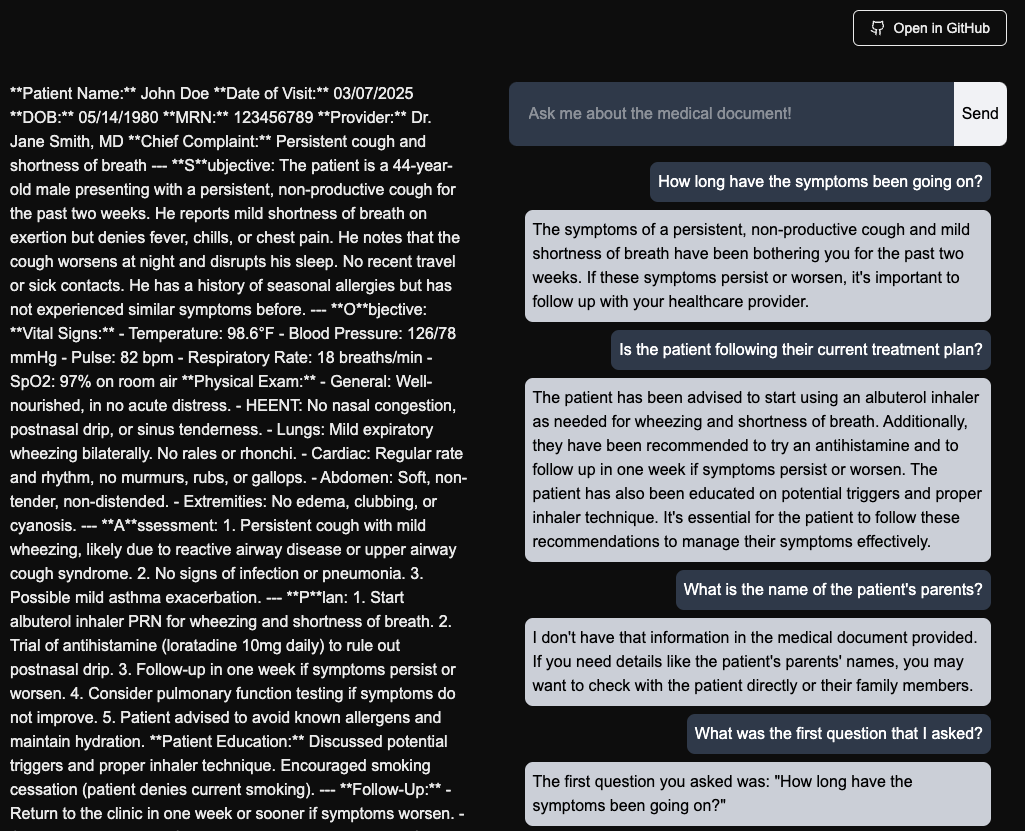 Open in GitHub
**Patient Name:** John Doe **Date of Visit:** 03/07/2025
**DOB:** 05/14/1980 **MRN:** 123456789 **Provider:** Dr.
Jane Smith, MD **Chief Complaint:** Persistent cough and
shortness of breath --- **S**ubjective: The patient is a 44-year-
old male presenting with a persistent, non-productive cough for
the past two weeks. He reports mild shortness of breath on
exertion but denies fever, chills, or chest pain. He notes that the
cough worsens at night and disrupts his sleep. No recent travel
or sick contacts. He has a history of seasonal allergies but has
not experienced similar symptoms before. --- **O**bjective:
**Vital Signs:** - Temperature: 98.6°F - Blood Pressure: 126/78
mmHg - Pulse: 82 bpm - Respiratory Rate: 18 breaths/min -
SpO2: 97% on room air **Physical Exam:** - General: Well-
nourished, in no acute distress. - HEENT: No nasal congestion,
postnasal drip, or sinus tenderness. - Lungs: Mild expiratory
wheezing bilaterally. No rales or rhonchi. - Cardiac: Regular rate
and rhythm, no murmurs, rubs, or gallops. - Abdomen: Soft, non-
tender, non-distended. - Extremities: No edema, clubbing, or
cyanosis. --- **A**ssessment: 1. Persistent cough with mild
wheezing, likely due to reactive airway disease or upper airway
cough syndrome. 2. No signs of infection or pneumonia. 3.
Possible mild asthma exacerbation. --- **P**lan: 1. Start
albuterol inhaler PRN for wheezing and shortness of breath. 2.
Trial of antihistamine (loratadine 10mg daily) to rule out
postnasal drip. 3. Follow-up in one week if symptoms persist or
worsen. 4. Consider pulmonary function testing if symptoms do
not improve. 5. Patient advised to avoid known allergens and
maintain hydration. **Patient Education:** Discussed potential
triggers and proper inhaler technique. Encouraged smoking
cessation (patient denies current smoking). --- **Follow-Up:** -
Return to the clinic in one week or sooner if symptoms worsen. -
Ask me about the medical document!
Send
How long have the symptoms been going on?
The symptoms of a persistent, non-productive cough and mild
shortness of breath have been bothering you for the past two
weeks. If these symptoms persist or worsen, it's important to
follow up with your healthcare provider.
Is the patient following their current treatment plan?
The patient has been advised to start using an albuterol inhaler
as needed for wheezing and shortness of breath. Additionally,
they have been recommended to try an antihistamine and to
follow up in one week if symptoms persist or worsen. The
patient has also been educated on potential triggers and proper
inhaler technique. It's essential for the patient to follow these
recommendations to manage their symptoms effectively.
What is the name of the patient's parents?
I don't have that information in the medical document provided.
If you need details like the patient's parents' names, you may
want to check with the patient directly or their family members.
What was the first question that I asked?
The first question you asked was: "How long have the
symptoms been going on?"